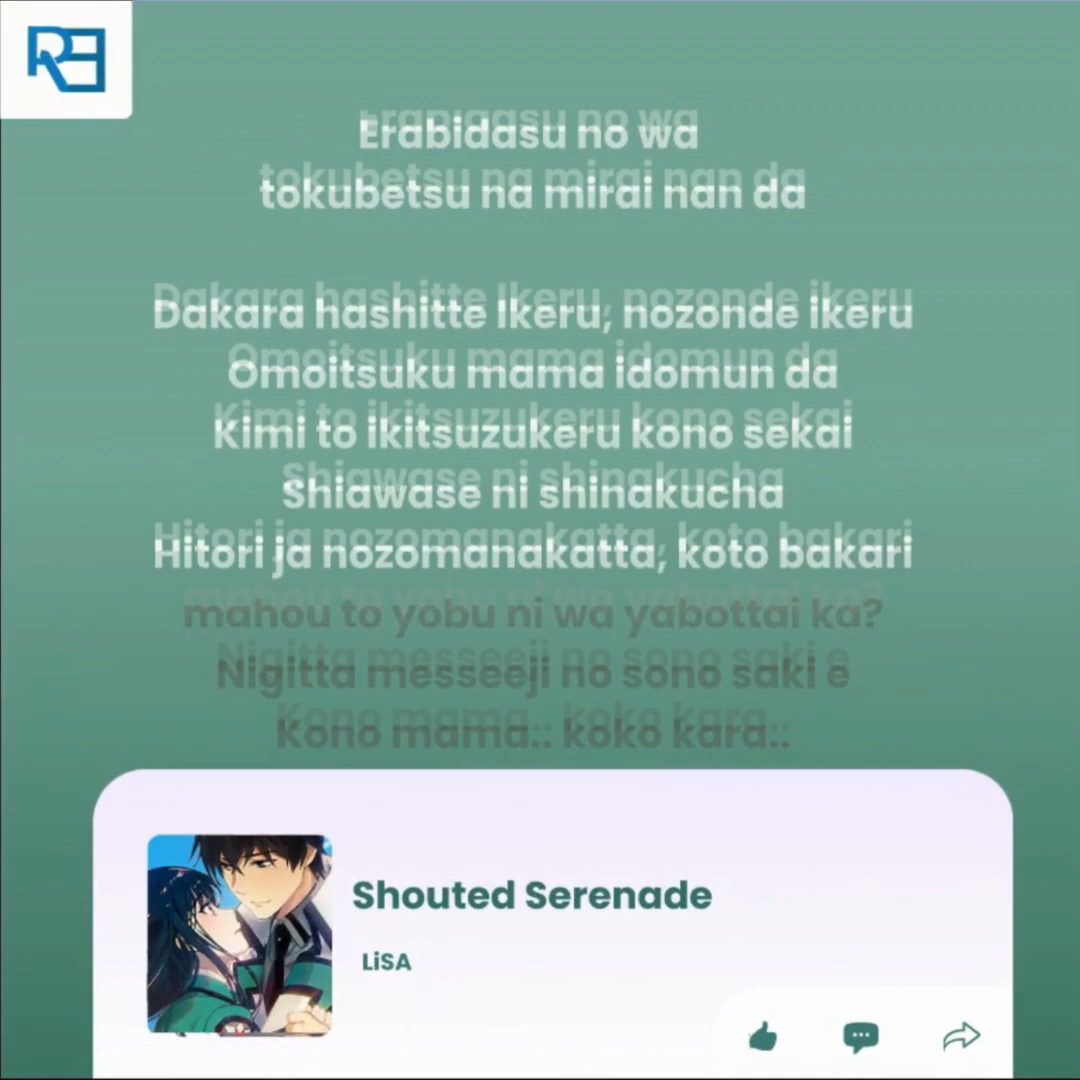 RE
Erabidasu no wa
tokubetsu na mirai nan da
Dakara hashitte Ikeru, nozonde ikeru
Omoitsuku mama idomun da
Kimi to ikitsuzukeru kono sekai
Shiawase ni shinakucha
Hitori ja nozomanakatta, koto bakari
mahou to yobu ni wa yabottai ka?
Nigitta messeeji no sono saki e
Kono mama.. koko kara..
Shouted Serenade
LiSA